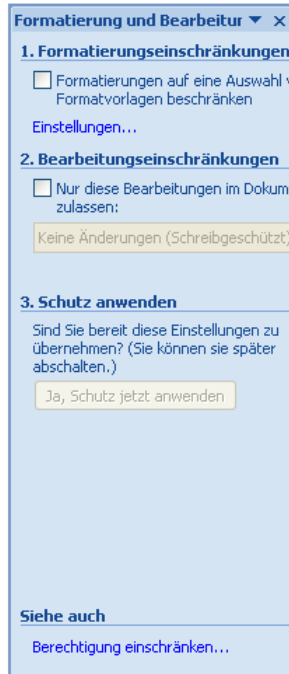 Formatierung und Bearbeitur
1. Formatierungseinschränkungen
Formatierungen auf eine Auswahl v
Formatvorlagen beschränken
Einstellungen...
2. Bearbeitungseinschränkungen
Nur diese Bearbeitungen im Dokum
zulassen:
Keine Änderungen (Schreibgeschützt)
3. Schutz anwenden
Sind Sie bereit diese Einstellungen zu
übernehmen? (Sie können sie später
abschalten.)
Ja, Schutz jetzt anwenden
Siehe auch
Berechtigung einschränken...